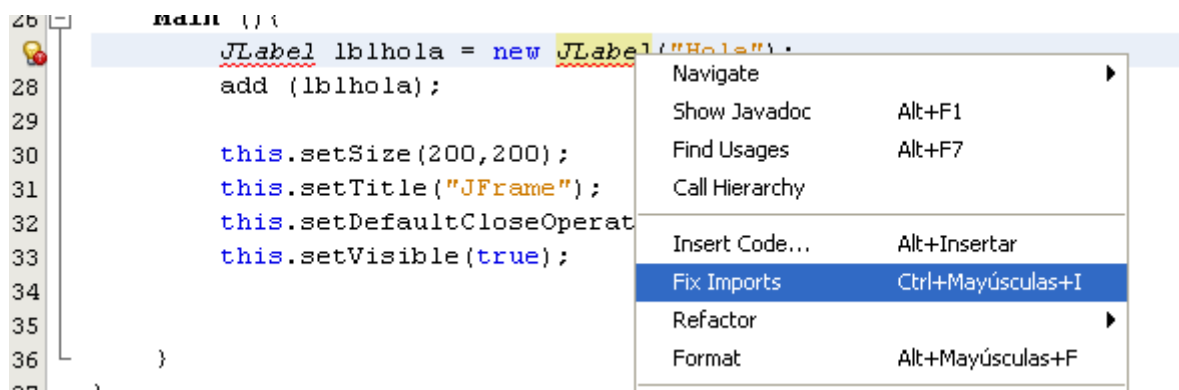 26 Main (){
JLabel lblhola = new JLabel("Hola");
28 add (lblhola);
29
30 this.setSize(200,200);
31 this.setTitle("JFrame");
32 this.setDefaultCloseOperat
33 this.setVisible(true);
34
35
36 }
37 }
Navigate
Show Javadoc Alt+F1
Find Usages Alt+F7
Call Hierarchy
Insert Code... Alt+Insertar
Fix Imports Ctrl+Mayúsculas+I
Refactor
Format Alt+Mayúsculas+F